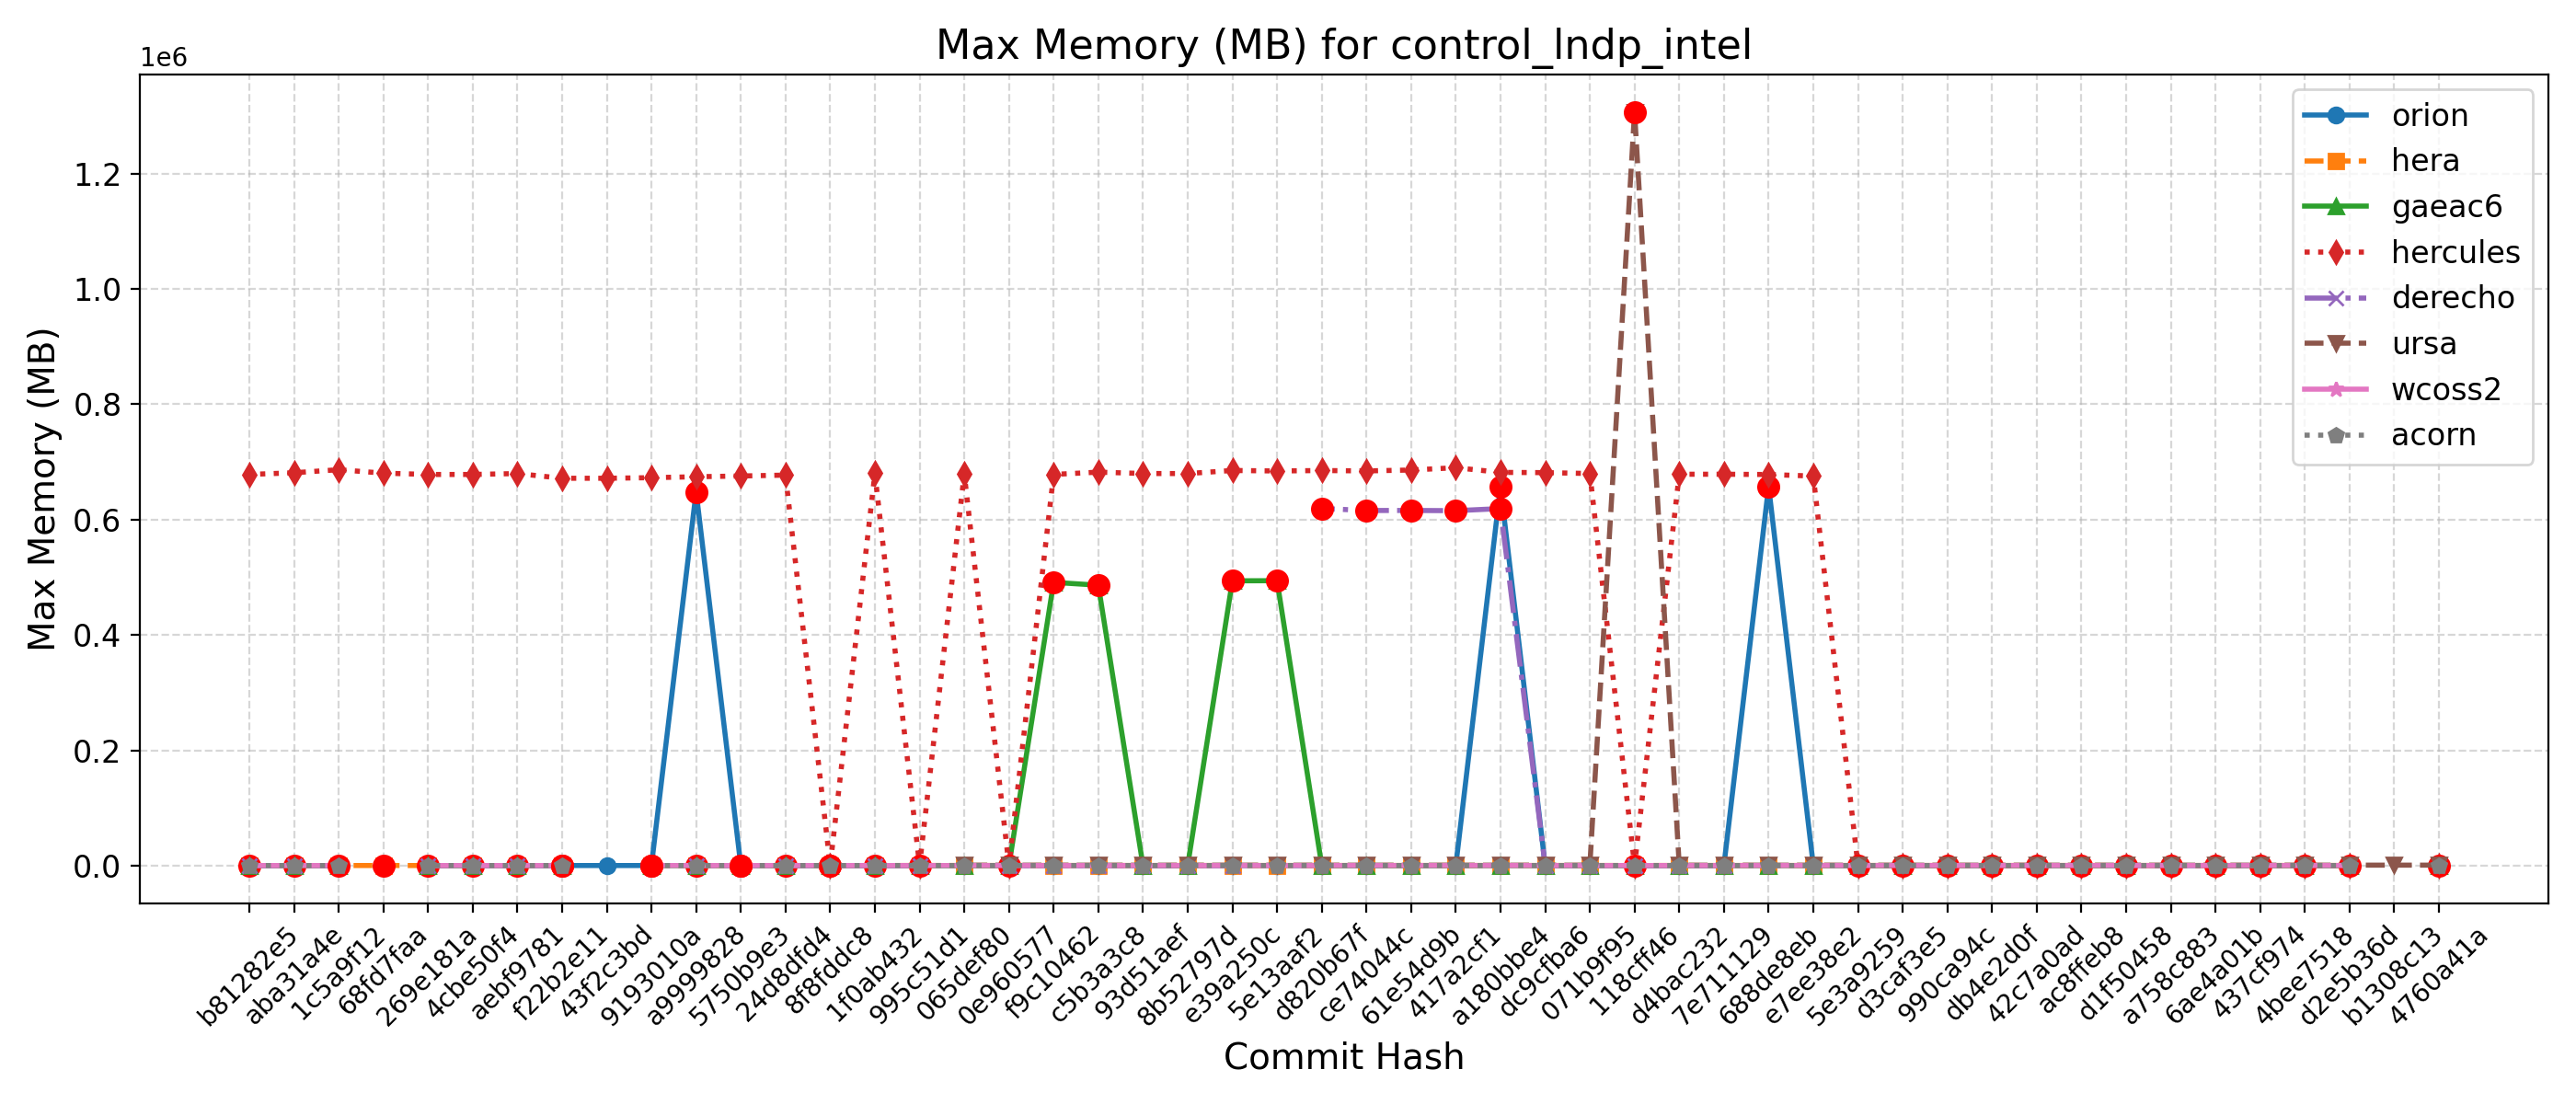 Max Memory (MB) for control_lndp_intel
1e6
1.2
1.0
0.8
0.6
0.4
0.2
0.0
Max Memory (MB)
orion
hera
gaeac6
hercules
derecho
ursa
wcoss2
acorn
b81282e5
aba31a4e
1c5a9f12
68fd7faa
269e181a
4cbe50f4
aebf9781
f22b2e11
43f2c3bd
9193010a
a9999828
5750b9e3
24d8dfd4
8f8fddc8
1f0ab432
995c51d1
065def80
0e960577
f9c10462
c5b3a3c8
93d51aef
8b52797d
e39a250c
5e13aaf2
d820b67f
ce74044c
61e54d9b
417a2cf1
a180bbe4
dc9cfba6
071b9f95
118cff46
d4bac232
7e711129
688de8eb
e7ee38e2
5e3a9259
d3caf3e5
990ca94c
db4e2d0f
42c7a0ad
ac8ffeb8
d1f50458
a758c883
6ae4a01b
437cf974
4bee7518
d2e5b36d
b1308c13
4760a41a
Commit Hash